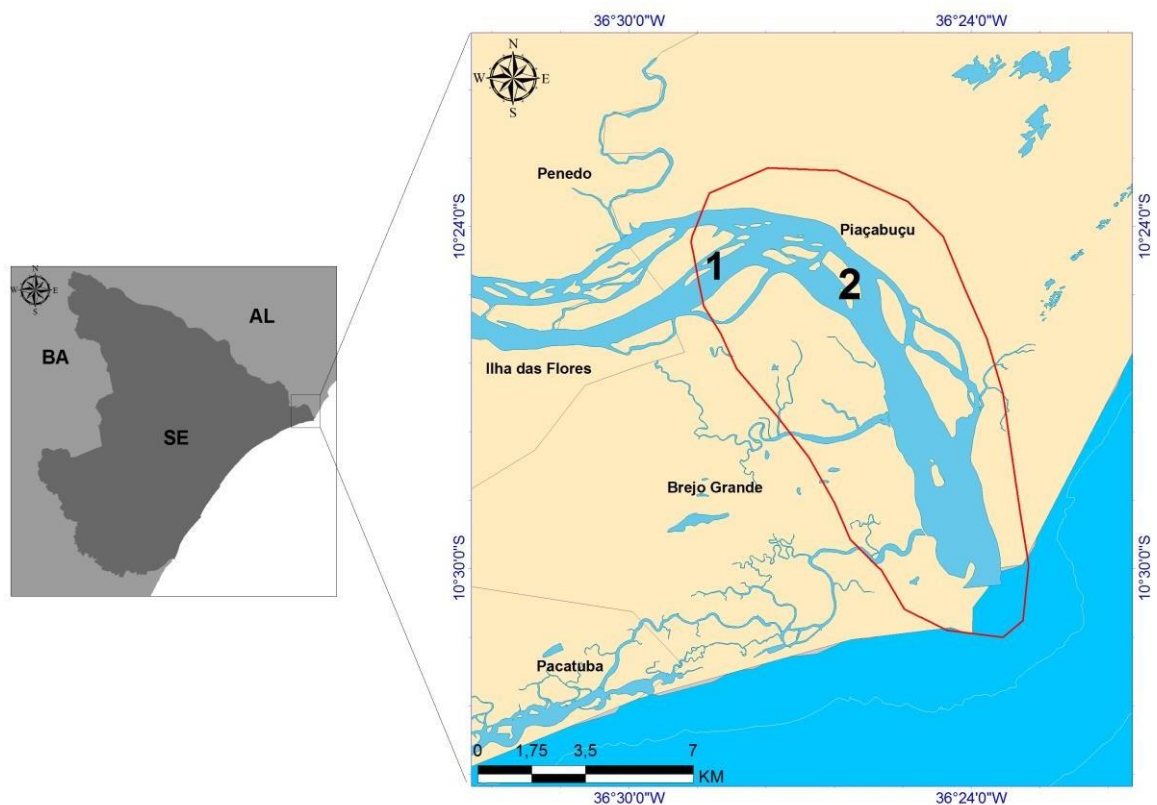 36°30'0"W
36°24'0"W
N
W E
S
Penedo
10°24'0"S
10°24'0"S
Piaçabuçu
1
2
N
W E
S
AL
BA
Ilha das Flores
SE
Brejo Grande
10°30'0"S
10°30'0"S
Pacatuba
0 1,75 3,5 7
KM
36°30'0"W
36°24'0"W